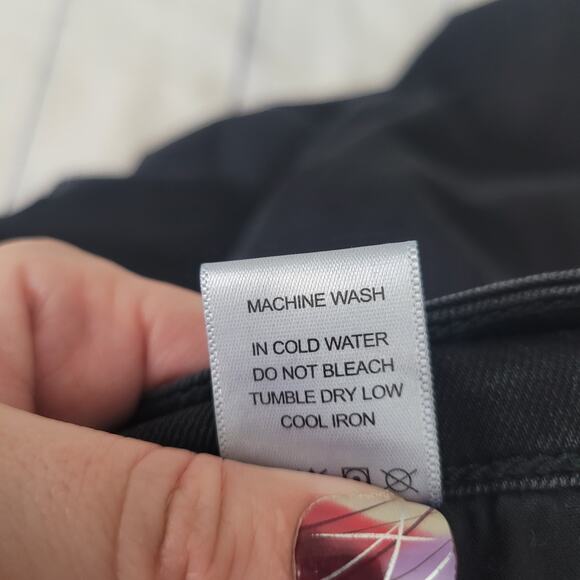 MACHINE WASH
IN COLD WATER
DO NOT BLEACH
TUMBLE DRY LOW
COOL IRON